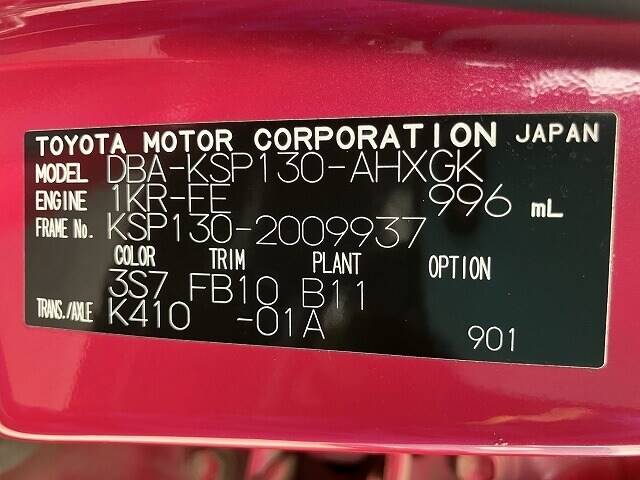 TOYOTA MOTOR CORPORATION JAPAN
MODEL DBA-KSP130-AHXGK
ENGINE 1KR-FE 996 mL
FRAME No. KSP130-2009937
COLOR TRIM PLANT OPTION
3S7 FB10 B11
TRANS./AXLE K410 -01A
901